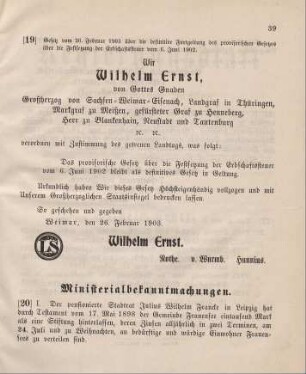 39
[19] Gesetz vom 26. Februar 1903 über die definitive Fortgeltung des provisorischen Gesetzes
über die Festsetzung der Erbschaftssteuer vom 6. Juni 1902.
Wir
Wilhelm Ernst,
von Gottes Gnaden
Großherzog von Sachsen-Weimar-Eisenach, Landgraf in Thüringen,
Markgraf zu Meißen, gefürsteter Graf zu Henneberg,
Herr zu Blankenhain, Neustadt und Tautenburg
ꝛc. ꝛc.
verordnen mit Zustimmung des getreuen Landtags, was folgt:
Das provisorische Gesetz über die Festsetzung der Erbschaftssteuer
vom 6. Juni 1902 bleibt als definitives Gesetz in Geltung.
Urkundlich haben Wir dieses Gesetz Höchsteigenhändig vollzogen und mit
Unserem Großherzoglichen Staatsinsiegel bedrucken lassen.
So geschehen und gegeben
Weimar, den 26. Februar 1903.
LS
Wilhelm Ernst.
Rothe. v. Wurmb. Hunnius.
Ministerialbekanntmachungen.
[20] I. Der pensionierte Stadtrat Julius Wilhelm Francke in Leipzig hat
durch Testament vom 17. Mai 1898 der Gemeinde Frauensee eintausend Mark
als eine Stiftung hinterlassen, deren Zinsen alljährlich in zwei Terminen, am
24. Juli und zu Weihnachten, an bedürftige und würdige Einwohner Frauen-
sees zu verteilen sind.